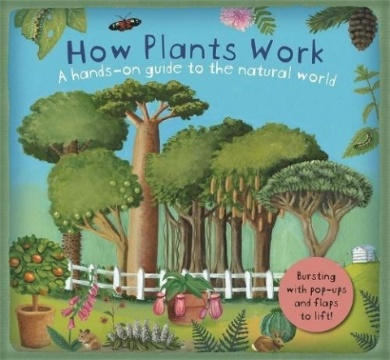 How Plants Work
A hands-on guide to the natural world
Bursting
with pop-ups
and flaps
to lift!